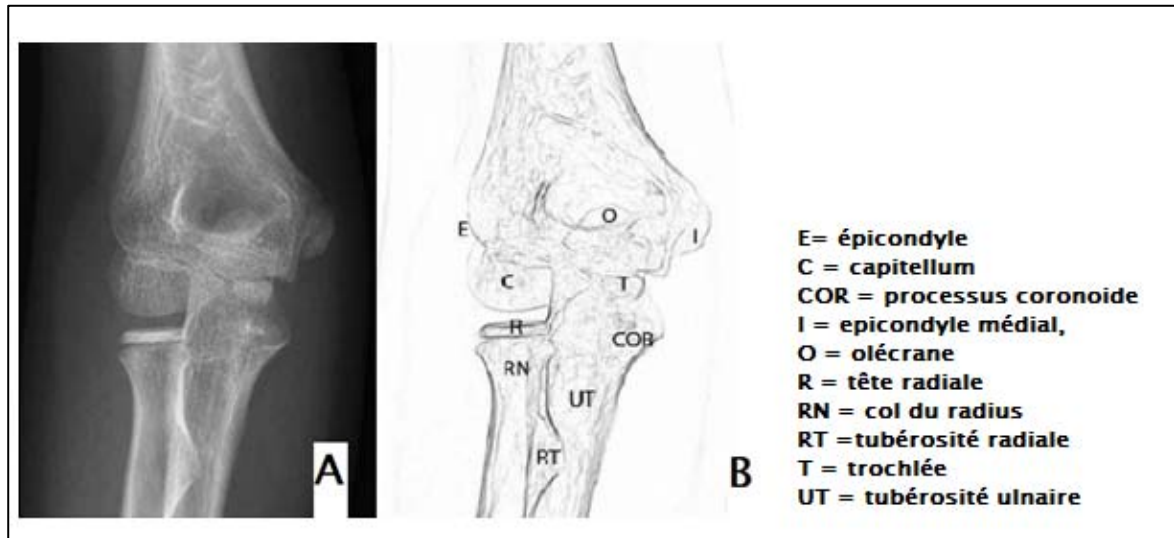 A
E
O
I
C
T
R
COR
RN
UT
RT
B
E= épicondyle
C = capitellum
COR = processus coronoide
I = epicondyle médial,
O = olécrane
R = tête radiale
RN = col du radius
RT =tubérosité radiale
T = trochlée
UT = tubérosité ulnaire